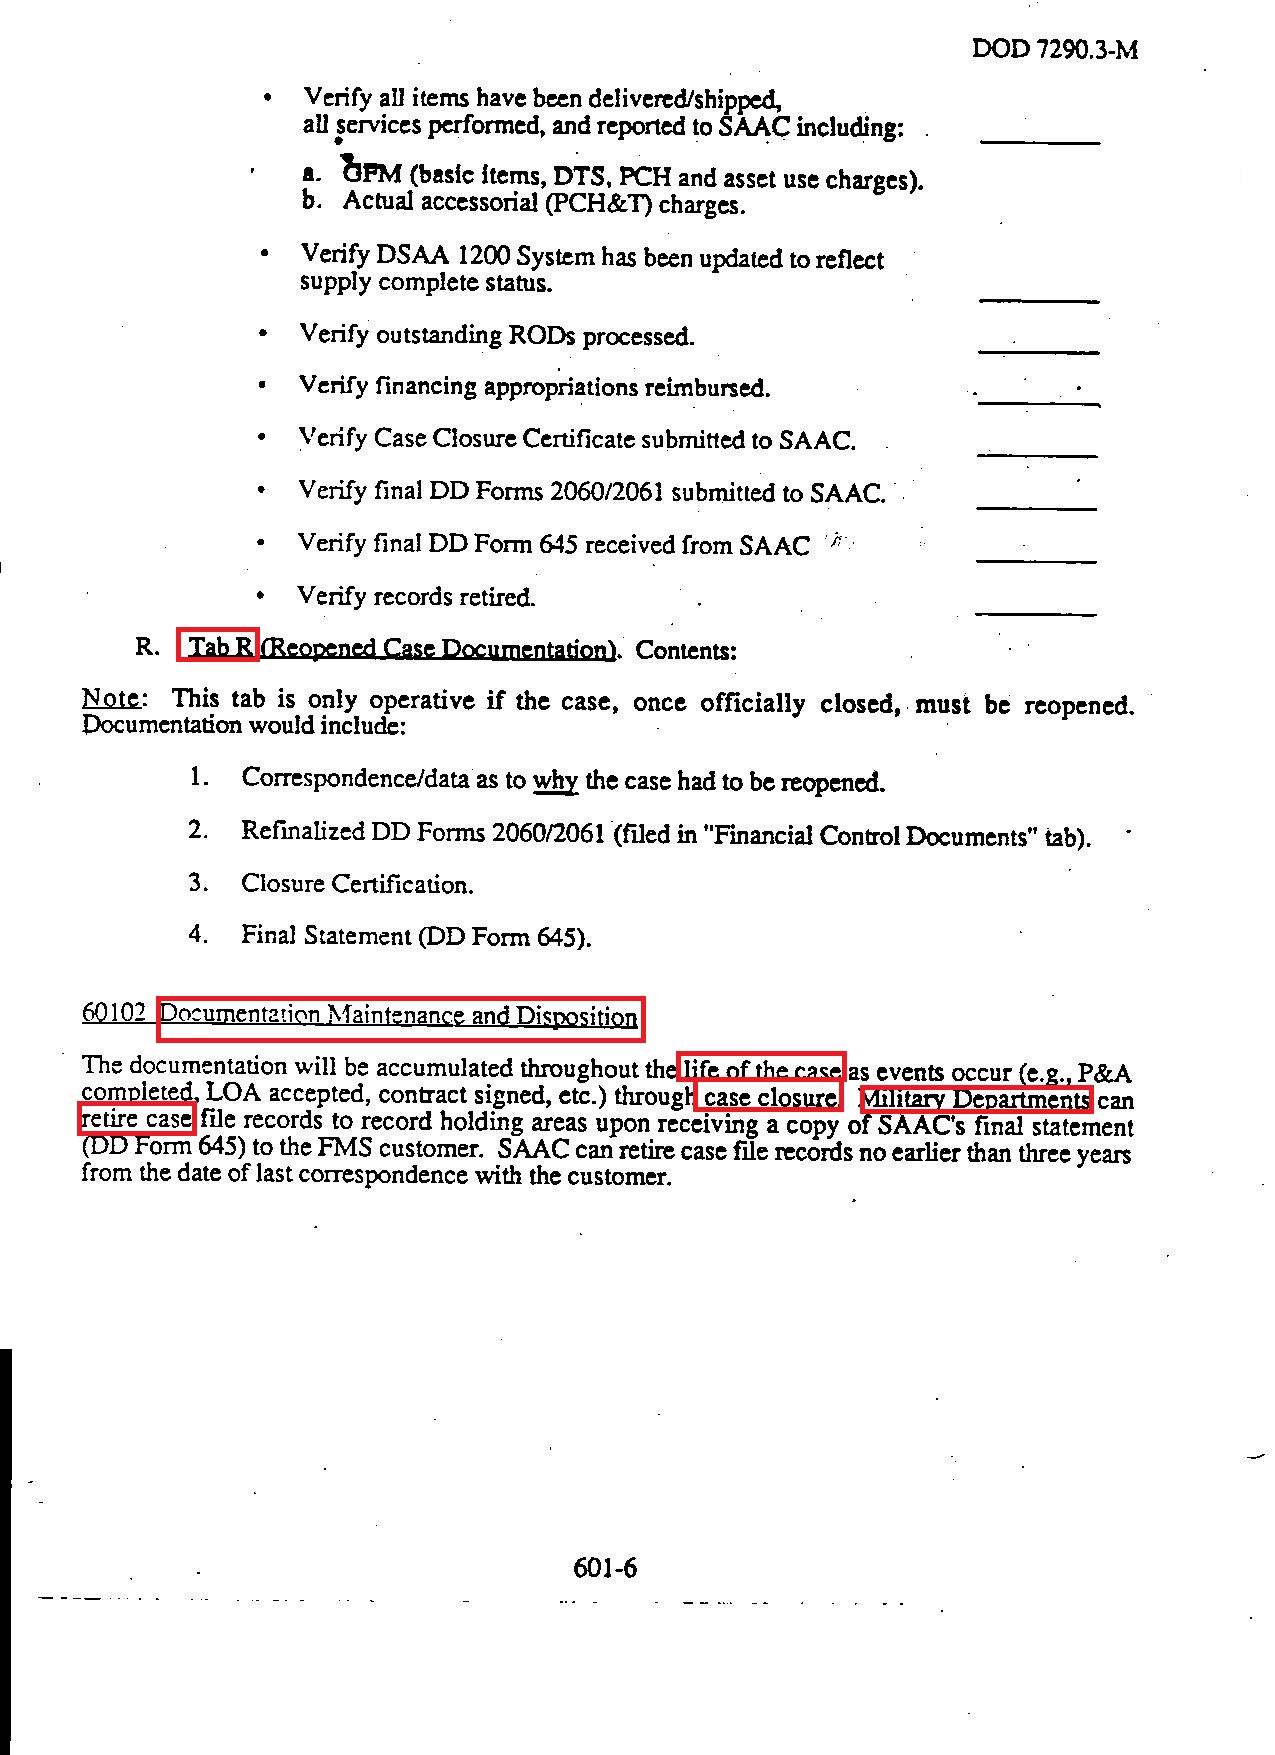 DOD 7290.3-M
• Verify all items have been delivered/shipped,
all services performed, and reported to SAAC including:
a. OFM (basic items, DTS, PCH and asset use charges).
b. Actual accessorial (PCH&T) charges.
• Verify DSAA 1200 System has been updated to reflect
supply complete status.
• Verify outstanding RODs processed.
• Verify financing appropriations reimbursed.
• Verify Case Closure Certificate submitted to SAAC.
• Verify final DD Forms 2060/2061 submitted to SAAC.
• Verify final DD Form 645 received from SAAC
• Verify records retired.
R. Tab R (Reopened Case Documentation). Contents:
Note: This tab is only operative if the case, once officially closed, must be reopened.
Documentation would include:
1. Correspondence/data as to why the case had to be reopened.
2. Refinalized DD Forms 2060/2061 (filed in "Financial Control Documents" tab).
3. Closure Certification.
4. Final Statement (DD Form 645).
60102 Documentation Maintenance and Disposition
The documentation will be accumulated throughout the life of the case as events occur (e.g., P&A
completed, LOA accepted, contract signed, etc.) through case closure. Military Departments can
retire case file records to record holding areas upon receiving a copy of SAAC's final statement
(DD Form 645) to the FMS customer. SAAC can retire case file records no earlier than three years
from the date of last correspondence with the customer.
601-6